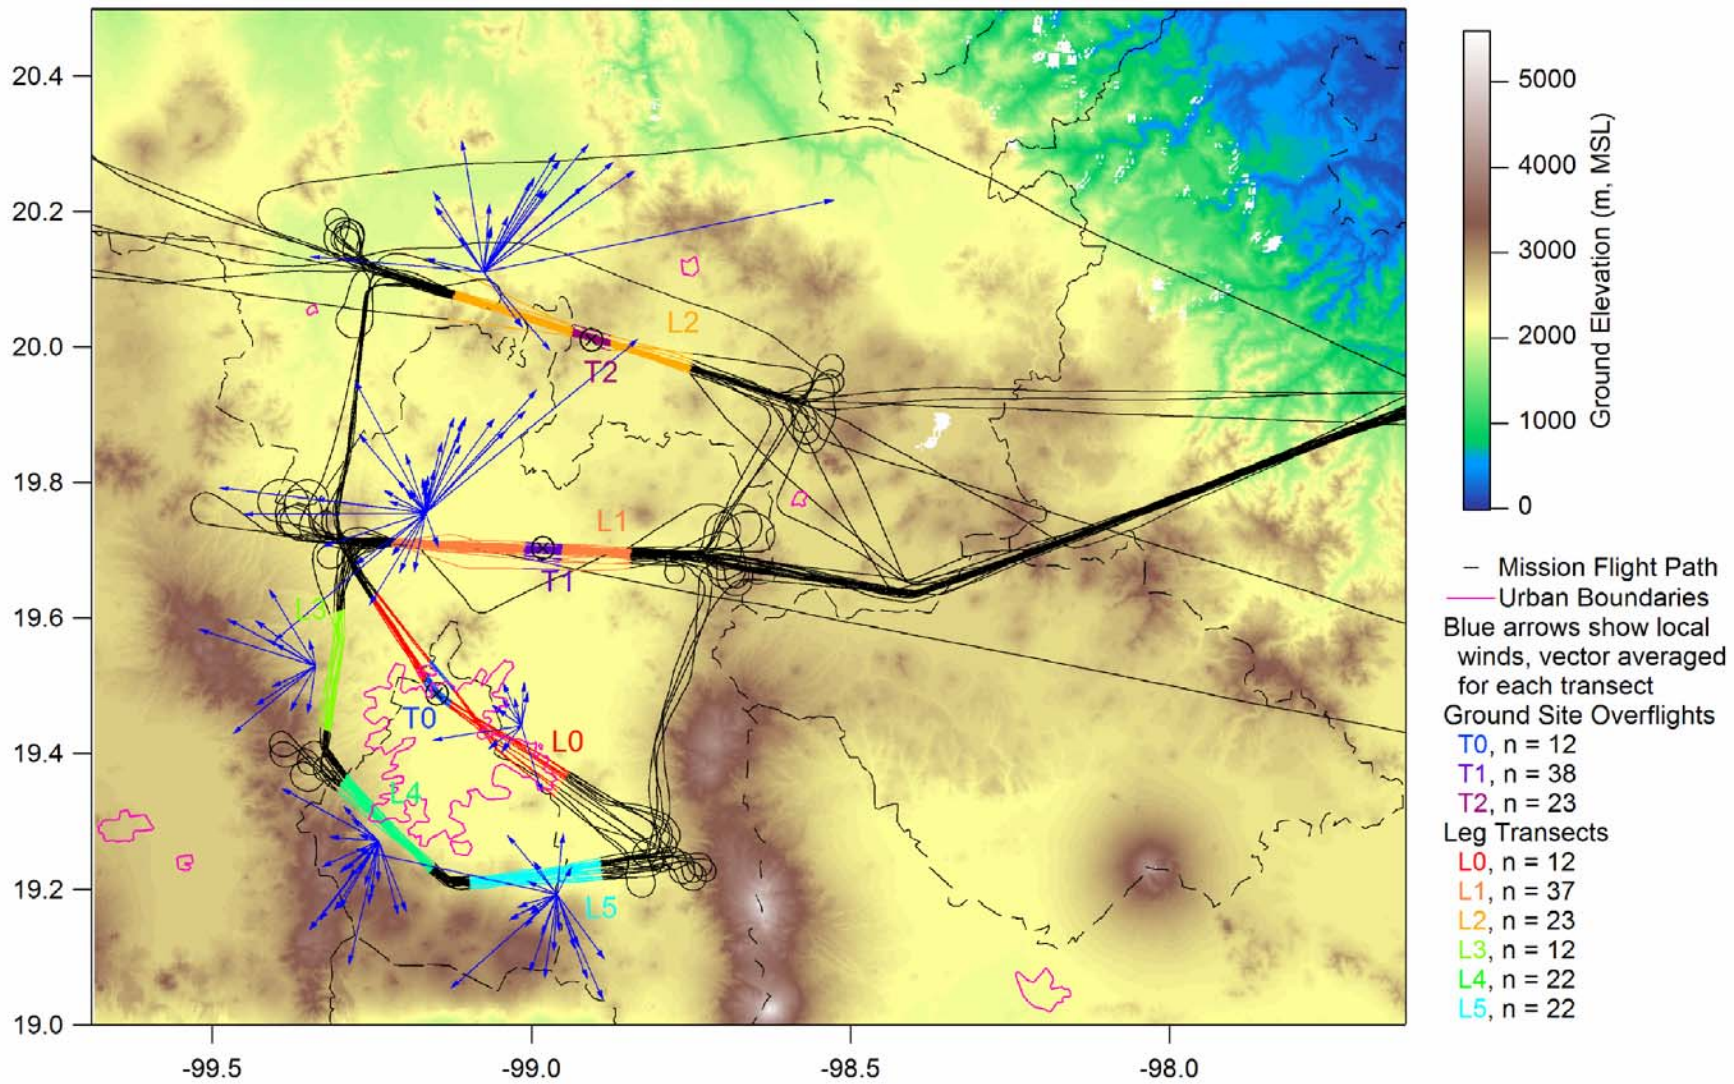 20.4
20.2
20.0
19.8
19.6
19.4
19.2
19.0
-99.5
-99.0
-98.5
-98.0
L2
T2
L1
T1
L3
T0
L0
L4
L5
5000
4000
3000
2000
1000
0
Ground Elevation (m, MSL)
Mission Flight Path
Urban Boundaries
Blue arrows show local
winds, vector averaged
for each transect
Ground Site Overflights
T0, n = 12
T1, n = 38
T2, n = 23
Leg Transects
L0, n = 12
L1, n = 37
L2, n = 23
L3, n = 12
L4, n = 22
L5, n = 22